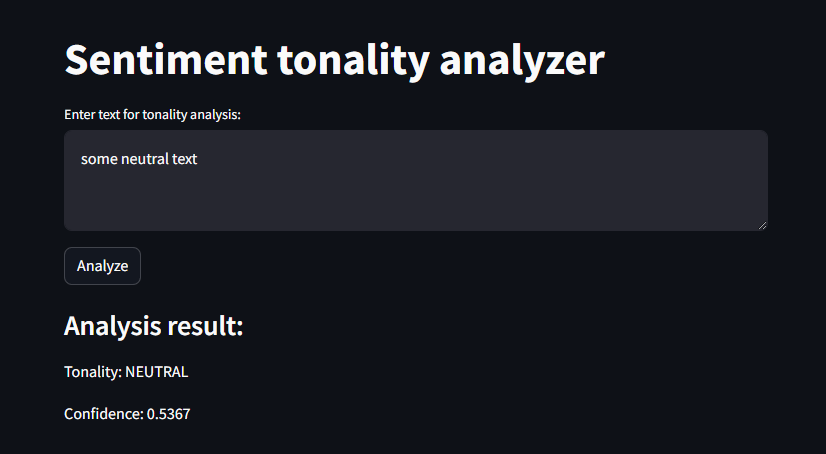 Sentiment tonality analyzer
Enter text for tonality analysis:
some neutral text
Analyze
Analysis result:
Tonality: NEUTRAL
Confidence: 0.5367